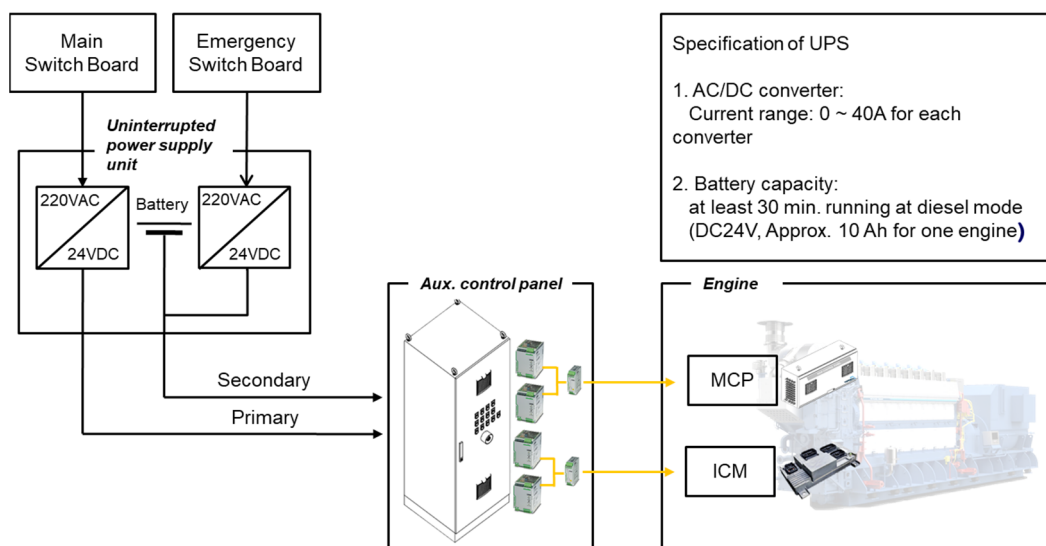 Main
Switch Board
Emergency
Switch Board
Uninterrupted
power supply
unit
220VAC
24VDC
Battery
220VAC
24VDC
Specification of UPS
1. AC/DC converter:
Current range: 0 ~ 40A for each
converter
2. Battery capacity:
at least 30 min. running at diesel mode
(DC24V, Approx. 10 Ah for one engine)
Aux. control panel
Engine
Secondary
Primary
MCP
ICM